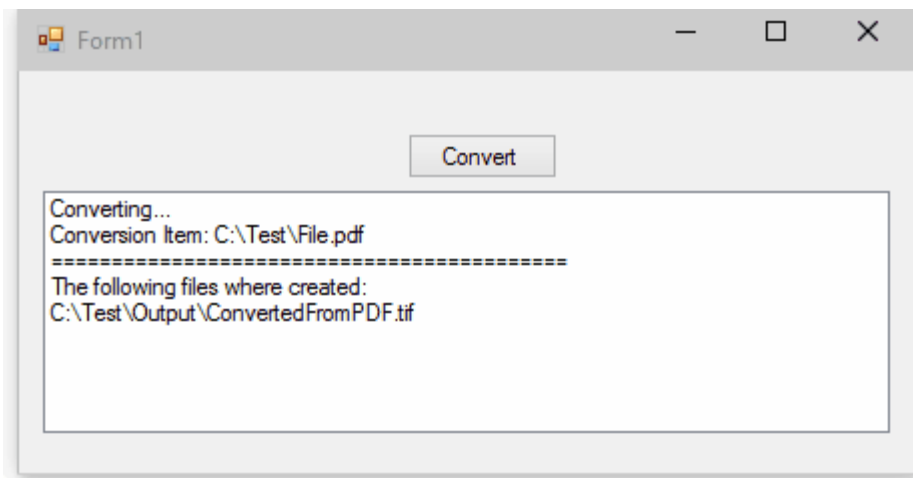 Form1
Convert
Converting...
Conversion Item: C:\Test\File.pdf
===========================================
The following files where created:
C:\Test\Output\ConvertedFromPDF.tif